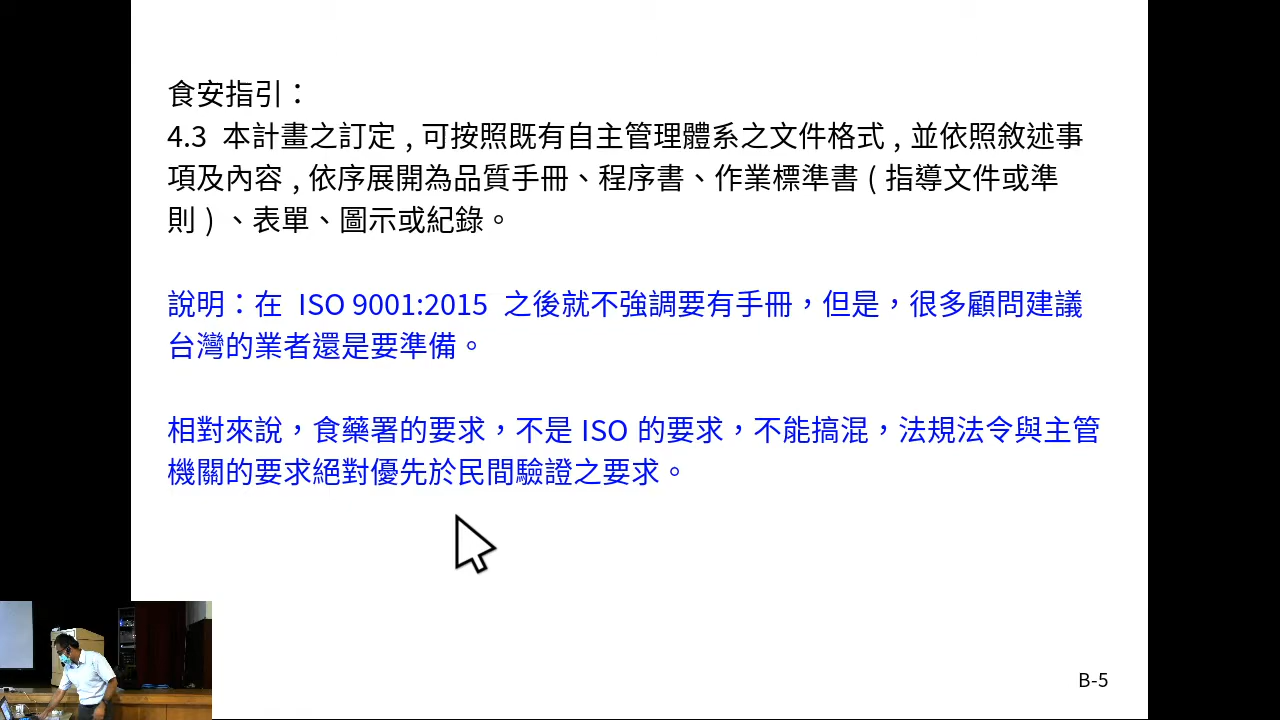 食安指引：
4.3 本計畫之訂定 , 可按照既有自主管理體系之文件格式 , 並依照敘述事
項及內容 , 依序展開為品質手冊、程序書、作業標準書 ( 指導文件或準
則 ) 、表單、圖示或紀錄。
說明：在 ISO 9001:2015 之後就不強調要有手冊，但是，很多顧問建議
台灣的業者還是要準備。
相對來說，食藥署的要求，不是 ISO 的要求，不能搞混，法規法令與主管
機關的要求絕對優先於民間驗證之要求。
B-5